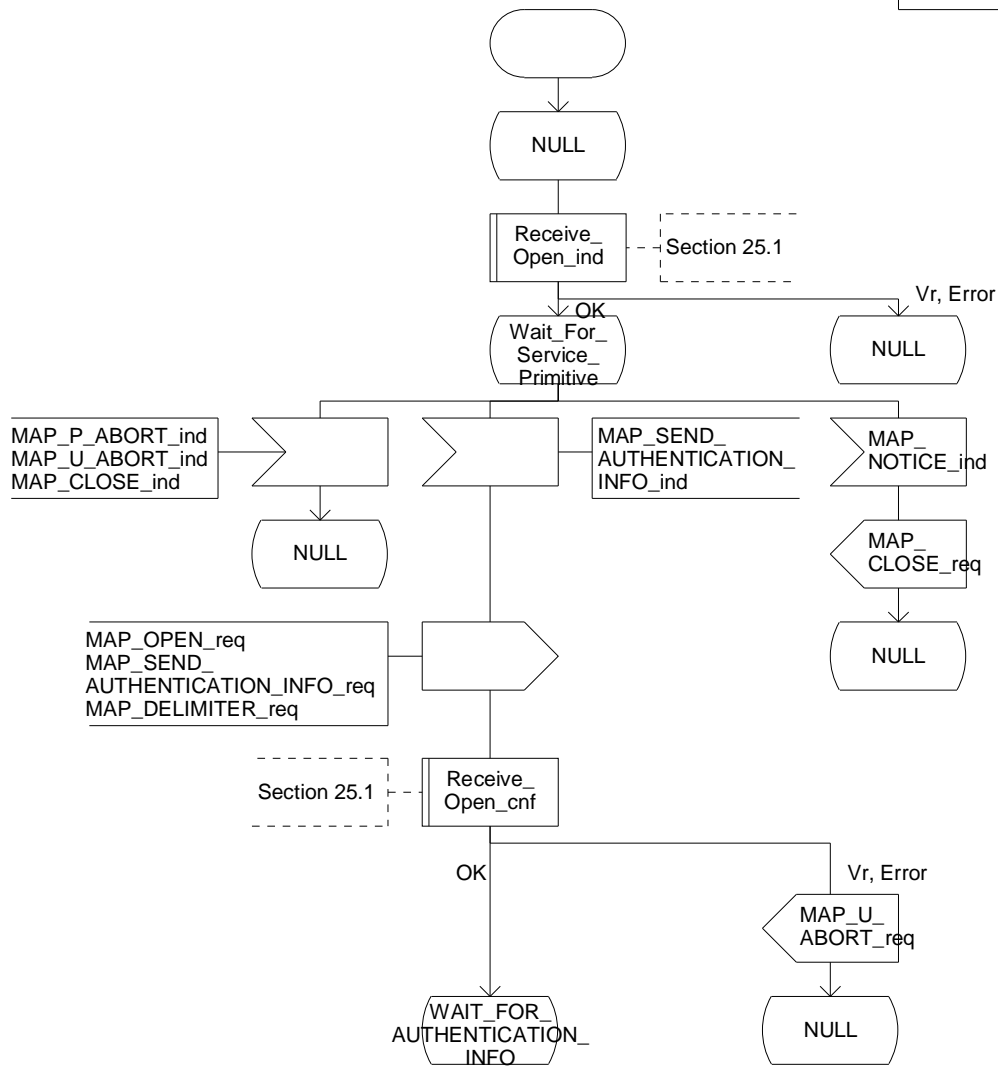 NULL
Receive_
Open_ind
Section 25.1
Vr, Error
OK
Wait_For_
Service_
Primitive
NULL
MAP_P_ABORT_ind
MAP_U_ABORT_ind
MAP_CLOSE_ind
MAP_SEND_
AUTHENTICATION_
INFO_ind
MAP_
NOTICE_ind
NULL
MAP_
CLOSE_req
MAP_OPEN_req
MAP_SEND_
AUTHENTICATION_INFO_req
MAP_DELIMITER_req
NULL
Section 25.1
Receive_
Open_cnf
OK
Vr, Error
MAP_U_
ABORT_req
WAIT_FOR_
AUTHENTICATION_
INFO
NULL